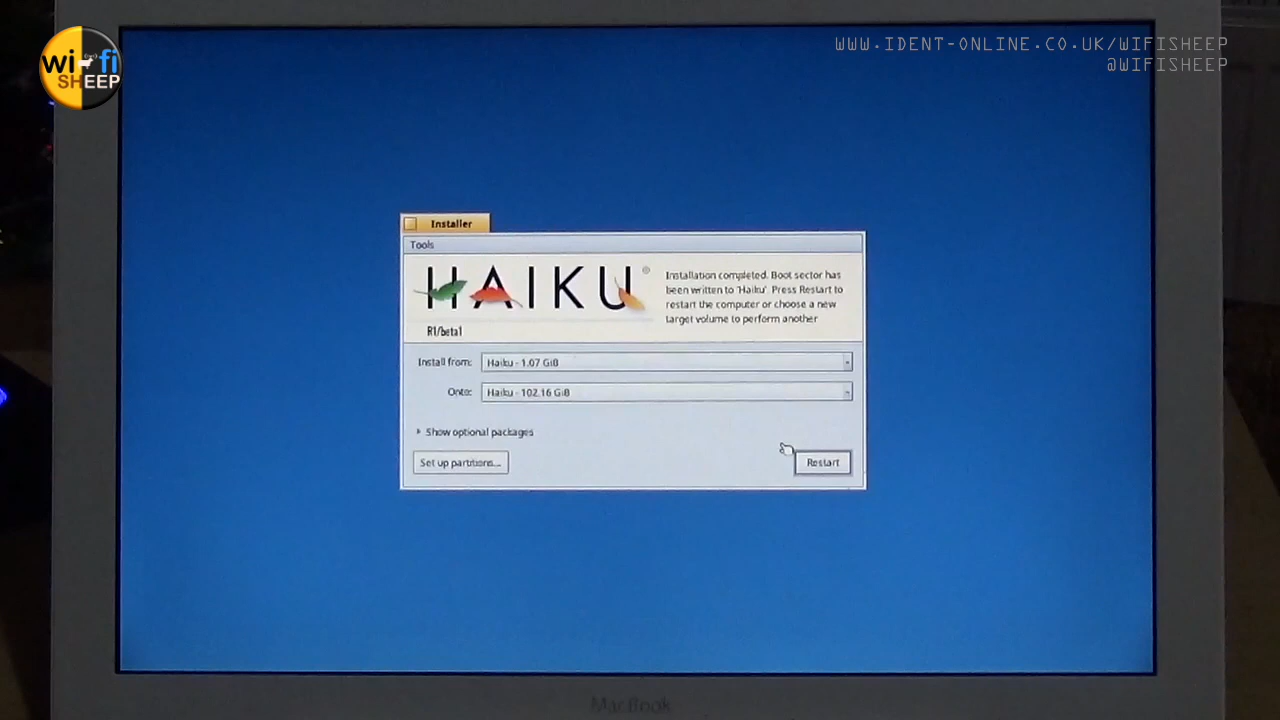 wi-fi
SHEEP
WWW.IDENT-ONLINE.CO.UK/WIFISHEEP
@WIFISHEEP
Installer
Tools
HAIKU®
R1/beta1
Installation completed. Boot sector has
been written to 'Haiku'. Press Restart to
restart the computer or choose a new
target volume to perform another
Install from: Haiku - 1.07 GiB
Onto: Haiku - 102.16 GiB
Show optional packages
Set up partitions...
Restart
MacBook